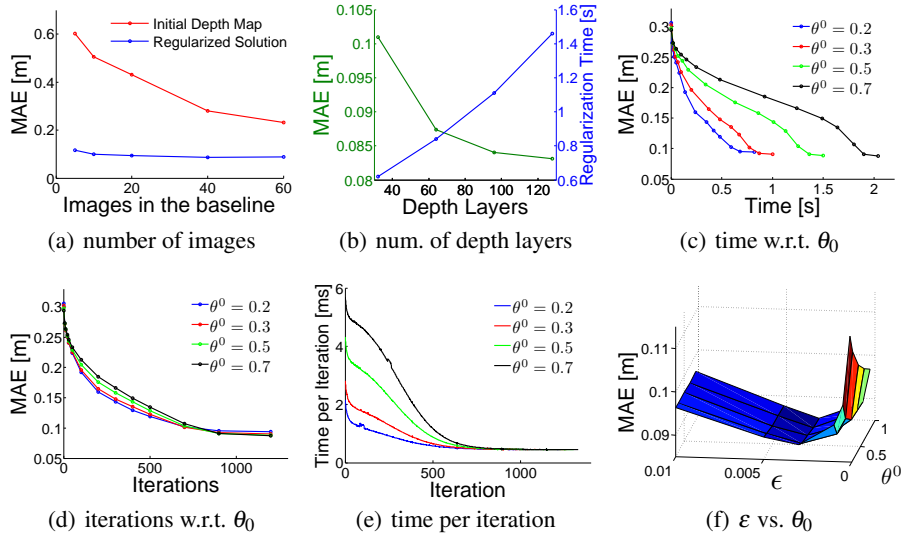 0.6
0.4
0.2
0
MAE [m]
Initial Depth Map
Regularized Solution
0 20 40 60
Images in the baseline
(a) number of images
0.105
0.1
0.095
0.09
0.085
0.08
MAE [m]
1.6
1.4
1.2
1
0.8
0.6
Regularization Time [s]
40 60 80 100 120
Depth Layers
(b) num. of depth layers
0.3
0.25
0.2
0.15
0.1
0.05
MAE [m]
θ⁰ = 0.2
θ⁰ = 0.3
θ⁰ = 0.5
θ⁰ = 0.7
0 0.5 1 1.5 2
Time [s]
(c) time w.r.t. θ₀
0.3
0.25
0.2
0.15
0.1
0.05
MAE [m]
θ⁰ = 0.2
θ⁰ = 0.3
θ⁰ = 0.5
θ⁰ = 0.7
0 500 1000
Iterations
(d) iterations w.r.t. θ₀
6
4
2
0
Time per Iteration [ms]
θ⁰ = 0.2
θ⁰ = 0.3
θ⁰ = 0.5
θ⁰ = 0.7
0 500 1000
Iteration
(e) time per iteration
0.11
0.1
0.09
MAE [m]
0.01 0.005 0
ϵ
1
0.5
0
θ⁰
(f) ε vs. θ₀